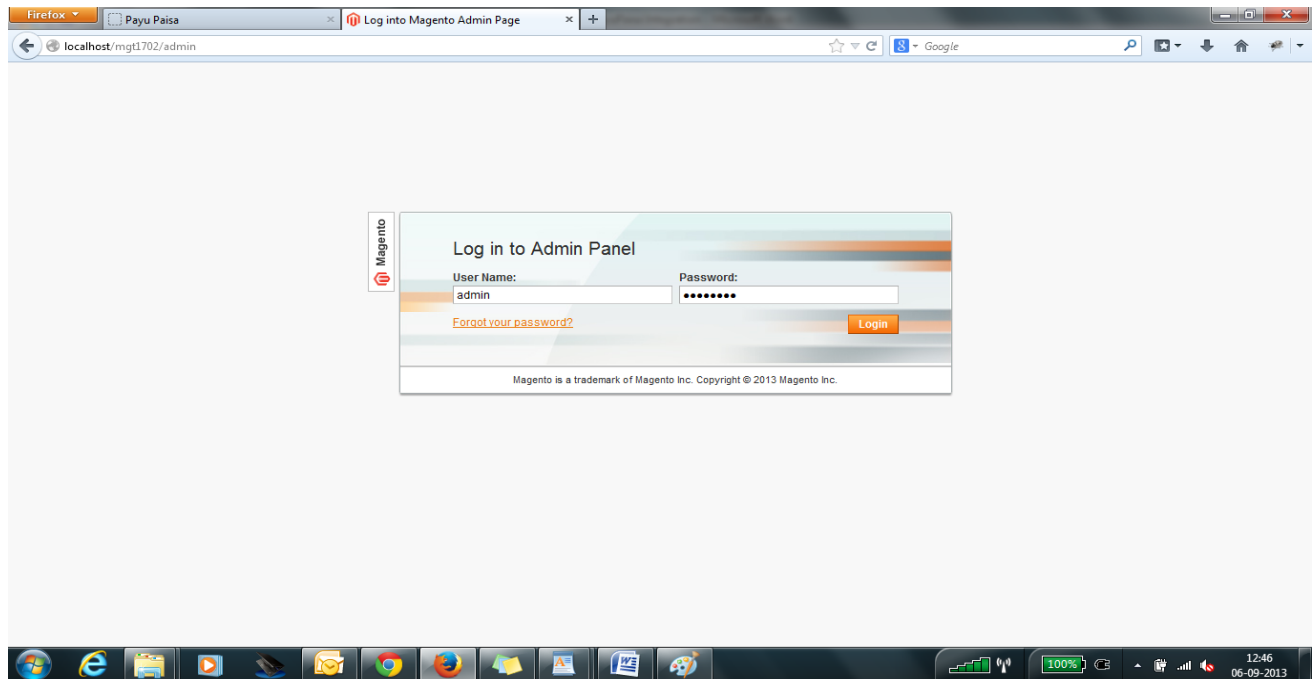 Firefox
Payu Paisa
Log into Magento Admin Page
localhost/mgt1702/admin
Google
Magento
Log in to Admin Panel
User Name:
Password:
admin
Forgot your password?
Login
Magento is a trademark of Magento Inc. Copyright © 2013 Magento Inc.
100%
12:46
06-09-2013